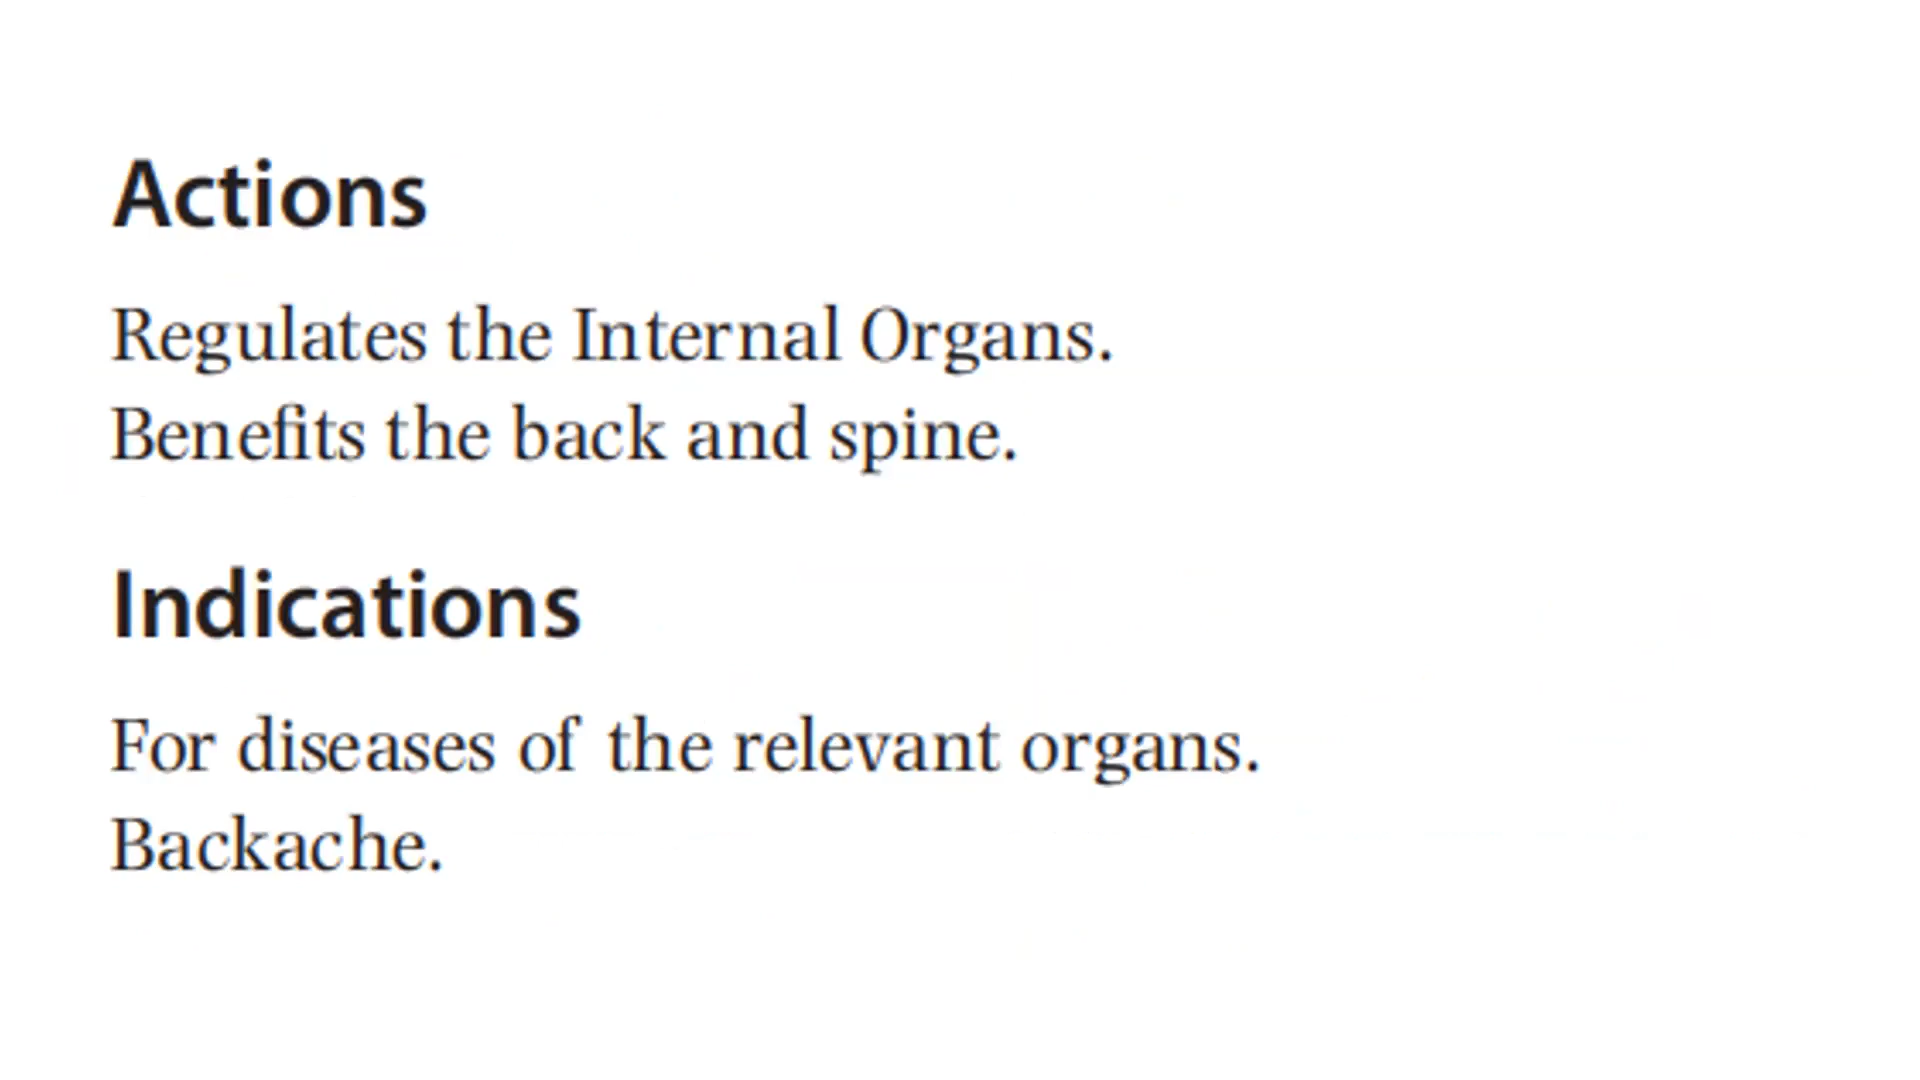 Actions
Regulates the Internal Organs.
Benefits the back and spine.
Indications
For diseases of the relevant organs.
Backache.